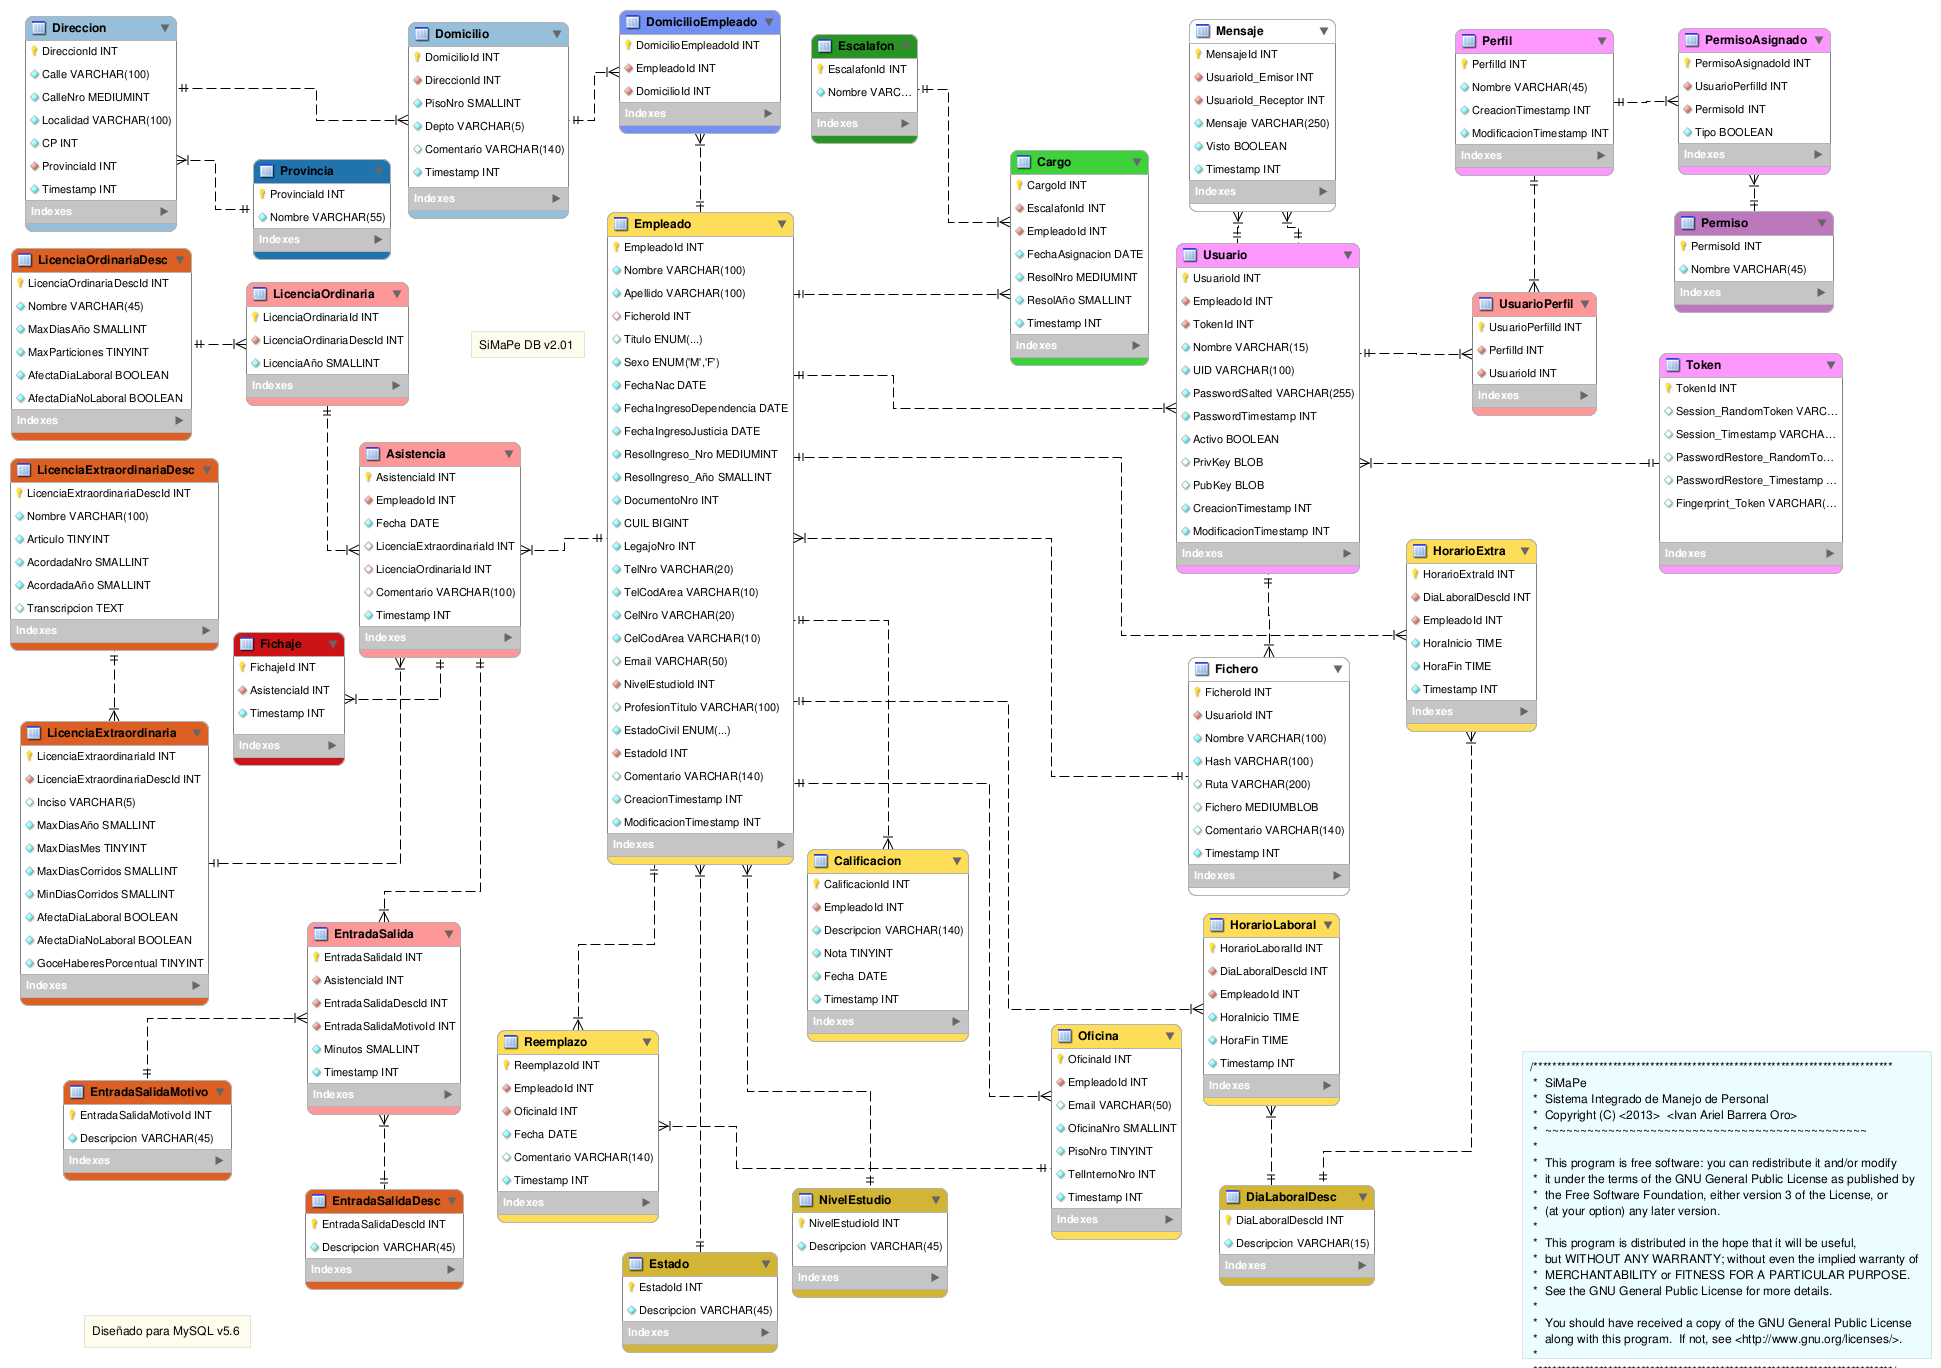 Direccion
DireccionId INT
Calle VARCHAR(100)
CalleNro MEDIUMINT
Localidad VARCHAR(100)
CP INT
ProvinciaId INT
Timestamp INT
Indexes
Provincia
ProvinciaId INT
Nombre VARCHAR(55)
Indexes
Domicilio
DomicilioId INT
DireccionId INT
PisoNro SMALLINT
Depto VARCHAR(5)
Comentario VARCHAR(140)
Timestamp INT
Indexes
DomicilioEmpleado
DomicilioEmpleadoId INT
EmpleadoId INT
DomicilioId INT
Indexes
Escalafon
EscalafonId INT
Nombre VARC...
Indexes
Cargo
CargoId INT
EscalafonId INT
EmpleadoId INT
FechaAsignacion DATE
ResolNro MEDIUMINT
ResolAño SMALLINT
Timestamp INT
Indexes
Mensaje
MensajeId INT
UsuarioId_Emisor INT
UsuarioId_Receptor INT
Mensaje VARCHAR(250)
Visto BOOLEAN
Timestamp INT
Indexes
Perfil
PerfilId INT
Nombre VARCHAR(45)
CreacionTimestamp INT
ModificacionTimestamp INT
Indexes
PermisoAsignado
PermisoAsignadoId INT
UsuarioPerfilId INT
PermisoId INT
Tipo BOOLEAN
Indexes
Permiso
PermisoId INT
Nombre VARCHAR(45)
Indexes
LicenciaOrdinariaDesc
LicenciaOrdinariaDescId INT
Nombre VARCHAR(45)
MaxDiasAño SMALLINT
MaxParticiones TINYINT
AfectaDiaLaboral BOOLEAN
AfectaDiaNoLaboral BOOLEAN
Indexes
LicenciaOrdinaria
LicenciaOrdinariaId INT
LicenciaOrdinariaDescId INT
LicenciaAño SMALLINT
Indexes
SiMaPe DB v2.01
Empleado
EmpleadoId INT
Nombre VARCHAR(100)
Apellido VARCHAR(100)
FicheroId INT
Titulo ENUM(...)
Sexo ENUM('M','F')
FechaNac DATE
FechaIngresoDependencia DATE
FechaIngresoJusticia DATE
ResolIngreso_Nro MEDIUMINT
ResolIngreso_Año SMALLINT
DocumentoNro INT
CUIL BIGINT
LegajoNro INT
TelNro VARCHAR(20)
TelCodArea VARCHAR(10)
CelNro VARCHAR(20)
CelCodArea VARCHAR(10)
Email VARCHAR(50)
NivelEstudioId INT
ProfesionTitulo VARCHAR(100)
EstadoCivil ENUM(...)
EstadoId INT
Comentario VARCHAR(140)
CreacionTimestamp INT
ModificacionTimestamp INT
Indexes
Usuario
UsuarioId INT
EmpleadoId INT
TokenId INT
Nombre VARCHAR(15)
UID VARCHAR(100)
PasswordSalted VARCHAR(255)
PasswordTimestamp INT
Activo BOOLEAN
PrivKey BLOB
PubKey BLOB
CreacionTimestamp INT
ModificacionTimestamp INT
Indexes
UsuarioPerfil
UsuarioPerfilId INT
PerfilId INT
UsuarioId INT
Indexes
Token
TokenId INT
Session_RandomToken VARC...
Session_Timestamp VARCHA...
PasswordRestore_RandomTo...
PasswordRestore_Timestamp ...
Fingerprint_Token VARCHAR(...
Indexes
LicenciaExtraordinariaDesc
LicenciaExtraordinariaDescId INT
Nombre VARCHAR(100)
Articulo TINYINT
AcordadaNro SMALLINT
AcordadaAño SMALLINT
Transcripcion TEXT
Indexes
Asistencia
AsistenciaId INT
EmpleadoId INT
Fecha DATE
LicenciaExtraordinariaId INT
LicenciaOrdinariaId INT
Comentario VARCHAR(100)
Timestamp INT
Indexes
Fichaje
FichajeId INT
AsistenciaId INT
Timestamp INT
Indexes
HorarioExtra
HorarioExtraId INT
DiaLaboralDescId INT
EmpleadoId INT
HoraInicio TIME
HoraFin TIME
Timestamp INT
Indexes
Fichero
FicheroId INT
UsuarioId INT
Nombre VARCHAR(100)
Hash VARCHAR(100)
Ruta VARCHAR(200)
Fichero MEDIUMBLOB
Comentario VARCHAR(140)
Timestamp INT
Indexes
LicenciaExtraordinaria
LicenciaExtraordinariaId INT
LicenciaExtraordinariaDescId INT
Inciso VARCHAR(5)
MaxDiasAño SMALLINT
MaxDiasMes TINYINT
MaxDiasCorridos SMALLINT
MinDiasCorridos SMALLINT
AfectaDiaLaboral BOOLEAN
AfectaDiaNoLaboral BOOLEAN
GoceHaberesPorcentual TINYINT
Indexes
Calificacion
CalificacionId INT
EmpleadoId INT
Descripcion VARCHAR(140)
Nota TINYINT
Fecha DATE
Timestamp INT
Indexes
EntradaSalida
EntradaSalidaId INT
AsistenciaId INT
EntradaSalidaDescId INT
EntradaSalidaMotivoId INT
Minutos SMALLINT
Timestamp INT
Indexes
HorarioLaboral
HorarioLaboralId INT
DiaLaboralDescId INT
EmpleadoId INT
HoraInicio TIME
HoraFin TIME
Timestamp INT
Indexes
Reemplazo
ReemplazoId INT
EmpleadoId INT
OficinaId INT
Fecha DATE
Comentario VARCHAR(140)
Timestamp INT
Indexes
Oficina
OficinaId INT
EmpleadoId INT
Email VARCHAR(50)
OficinaNro SMALLINT
PisoNro TINYINT
TelInternoNro INT
Timestamp INT
Indexes
EntradaSalidaMotivo
EntradaSalidaMotivoId INT
Descripcion VARCHAR(45)
Indexes
EntradaSalidaDesc
EntradaSalidaDescId INT
Descripcion VARCHAR(45)
Indexes
NivelEstudio
NivelEstudioId INT
Descripcion VARCHAR(45)
Indexes
DiaLaboralDesc
DiaLaboralDescId INT
Descripcion VARCHAR(15)
Indexes
Estado
EstadoId INT
Descripcion VARCHAR(45)
Indexes
Diseñado para MySQL v5.6
* SiMaPe
* Sistema Integrado de Manejo de Personal
* Copyright (C) <2013> <Ivan Ariel Barrera Oro>
*
* This program is free software: you can redistribute it and/or modify
* it under the terms of the GNU General Public License as published by
* the Free Software Foundation, either version 3 of the License, or
* (at your option) any later version.
*
* This program is distributed in the hope that it will be useful,
* but WITHOUT ANY WARRANTY; without even the implied warranty of
* MERCHANTABILITY or FITNESS FOR A PARTICULAR PURPOSE.
* See the GNU General Public License for more details.
*
* You should have received a copy of the GNU General Public License
* along with this program. If not, see <http://www.gnu.org/licenses/>.
*